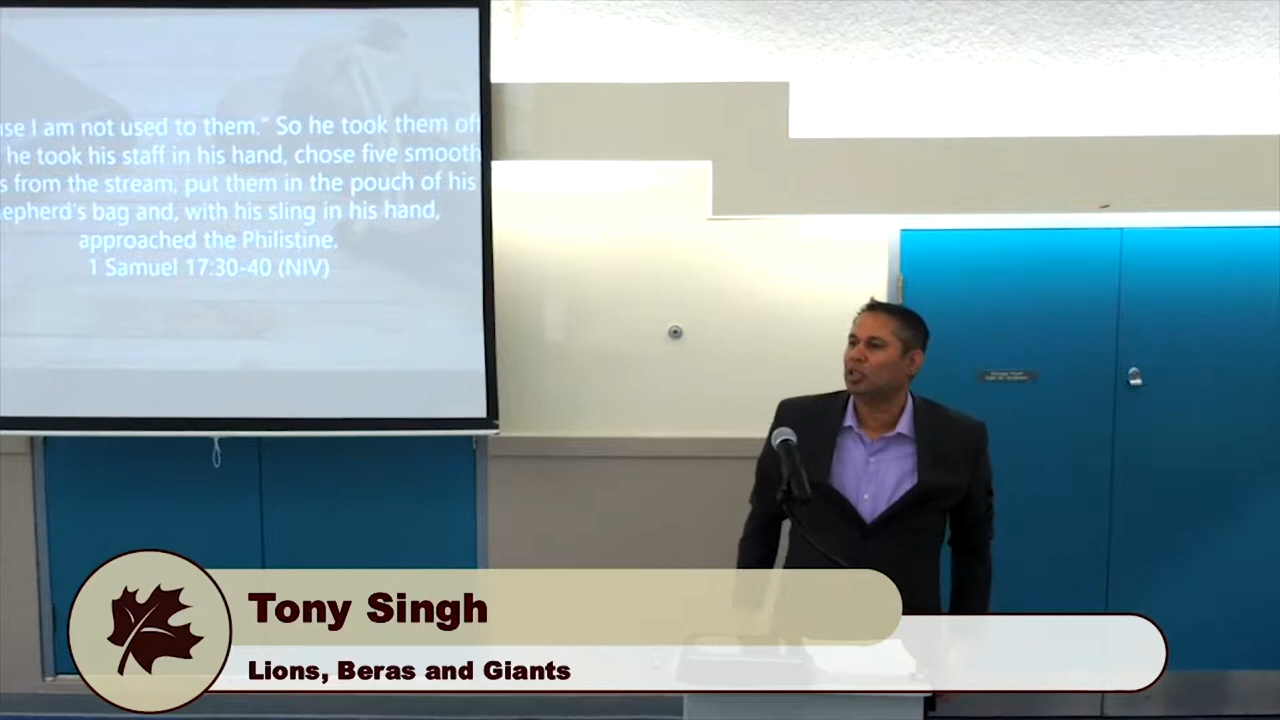 se I am not used to them." So he took them off
he took his staff in his hand, chose five smooth
s from the stream, put them in the pouch of his
epherd's bag and, with his sling in his hand,
approached the Philistine.
1 Samuel 17:30-40 (NIV)
Tony Singh
Lions, Beras and Giants